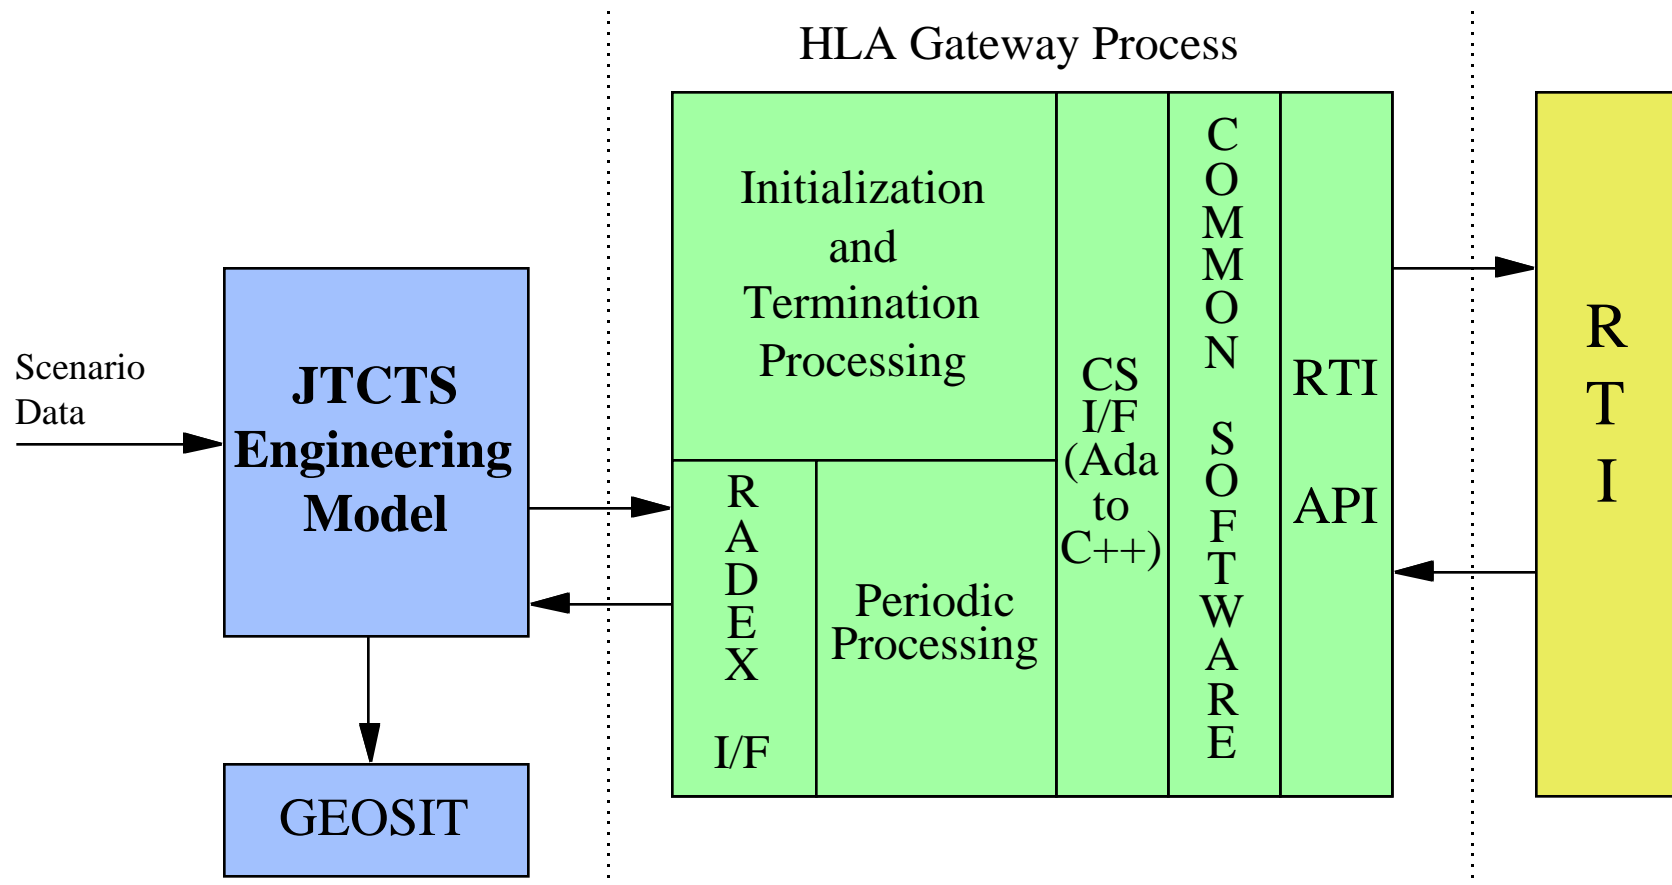 HLA Gateway Process
Scenario
Data
JTCTS
Engineering
Model
GEOSIT
Initialization
and
Termination
Processing
RADEX
I/F
Periodic
Processing
CS
I/F
(Ada
to
C++)
COMMON
SOFTWARE
RTI
API
RTI